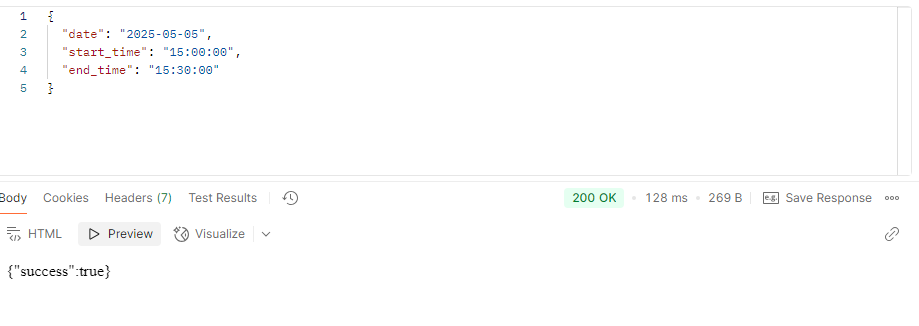 1 {
2 "date": "2025-05-05",
3 "start_time": "15:00:00",
4 "end_time": "15:30:00"
5 }
Body Cookies Headers (7) Test Results 200 OK • 128 ms • 269 B e.g. Save Response
HTML Preview Visualize
{"success":true}